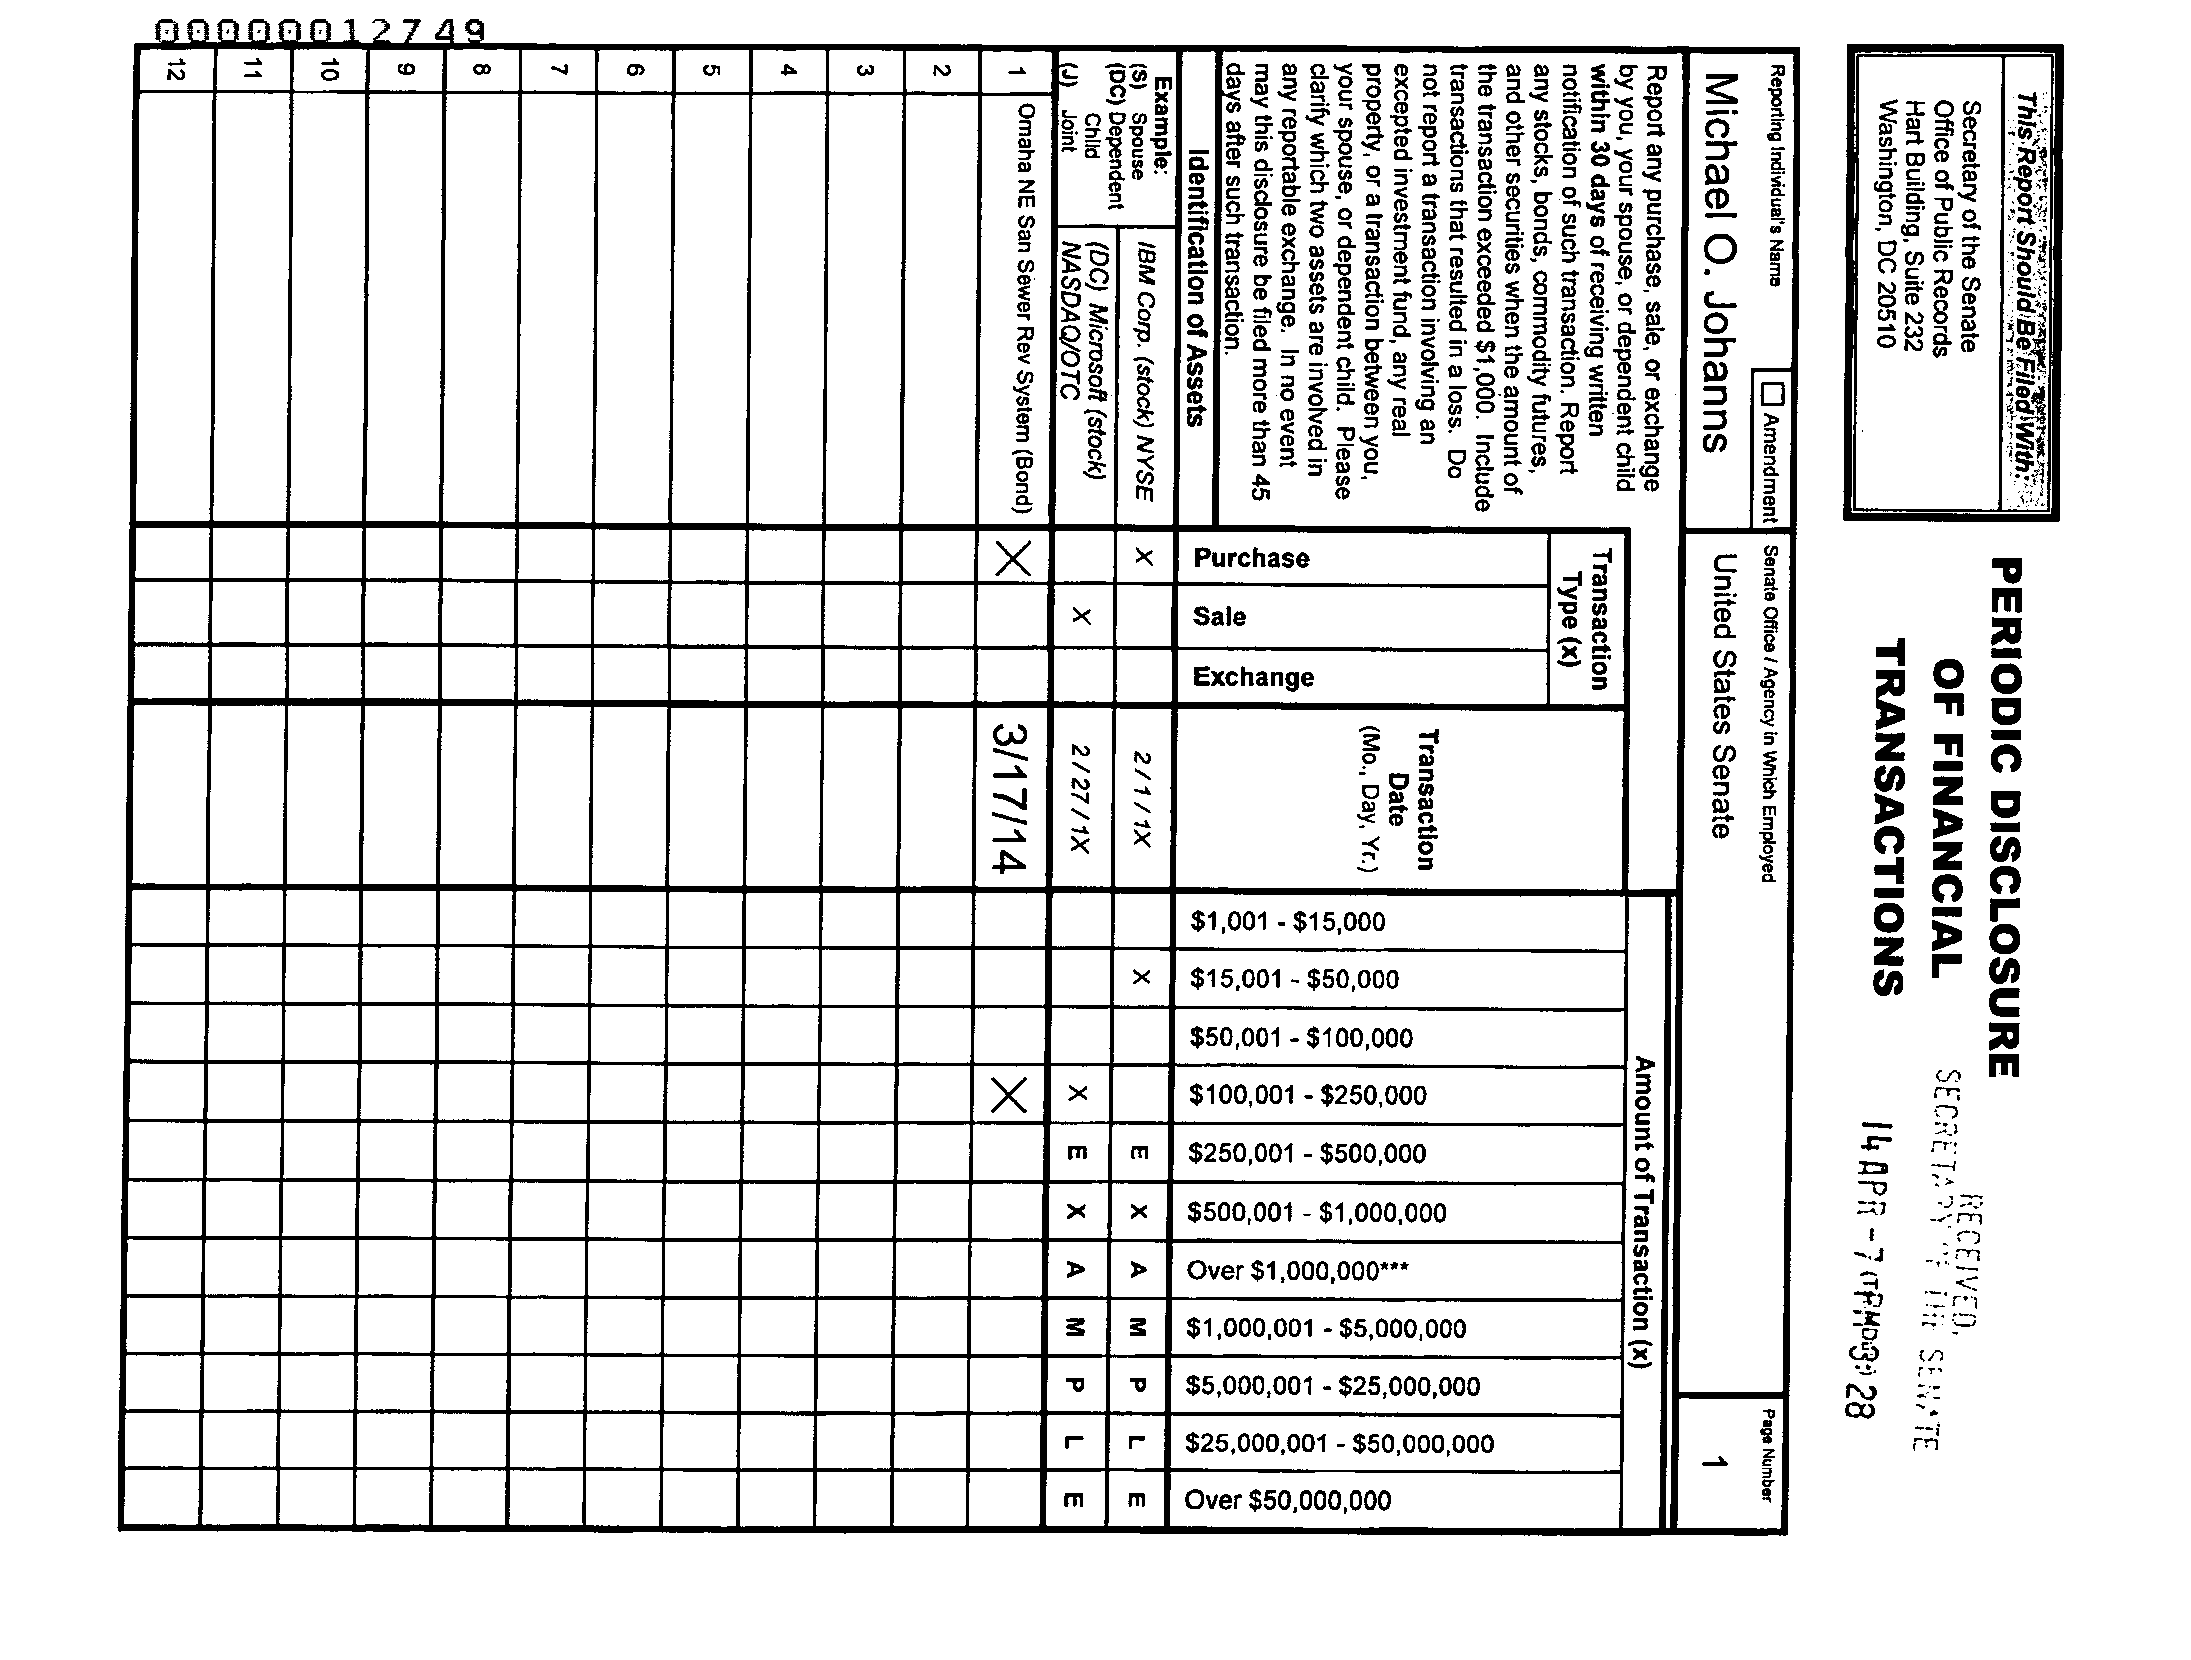 This Report Should Be Filed With:
Secretary of the Senate
Office of Public Records
Hart Building, Suite 232
Washington, DC 20510
PERIODIC DISCLOSURE
OF FINANCIAL
TRANSACTIONS
RECEIVED
SECRETARY OF THE SENATE
14 APR -7 28
Reporting Individual's Name
Amendment
Senate Office / Agency in Which Employed
Page Number
Michael O. Johanns
United States Senate
1
Report any purchase, sale, or exchange
by you, your spouse, or dependent child
within 30 days of receiving written
notification of such transaction. Report
any stocks, bonds, commodity futures,
and other securities when the amount of
the transaction exceeded $1,000. Include
transactions that resulted in a loss. Do
not report a transaction involving an
excepted investment fund, any real
property, or a transaction between you,
your spouse, or dependent child. Please
clarify which two assets are involved in
any reportable exchange. In no event
may this disclosure be filed more than 45
days after such transaction.
Transaction
Type (x)
Transaction
Date
(Mo., Day, Yr.)
Amount of Transaction (x)
Identification of Assets
Purchase
Sale
Exchange
$1,001 - $15,000
$15,001 - $50,000
$50,001 - $100,000
$100,001 - $250,000
$250,001 - $500,000
$500,001 - $1,000,000
Over $1,000,000***
$1,000,001 - $5,000,000
$5,000,001 - $25,000,000
$25,000,001 - $50,000,000
Over $50,000,000
Example:
(S) Spouse
(DC) Dependent
Child
(J) Joint
IBM Corp. (stock) NYSE X 2 / 1 / 1X X E X A M P L E
(DC) Microsoft (stock)
NASDAQ/OTC X 2 / 27 / 1X X E X A M P L E
1 Omaha NE San Sewer Rev System (Bond) X 3/17/14 X
2
3
4
5
6
7
8
9
10
11
12
00000012749